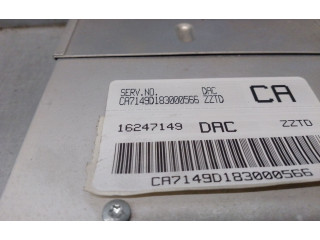 SERV.NO. DAC CA
CA7149D183000566 ZZTD
16247149 DAC ZZTD
CA7149D183000566